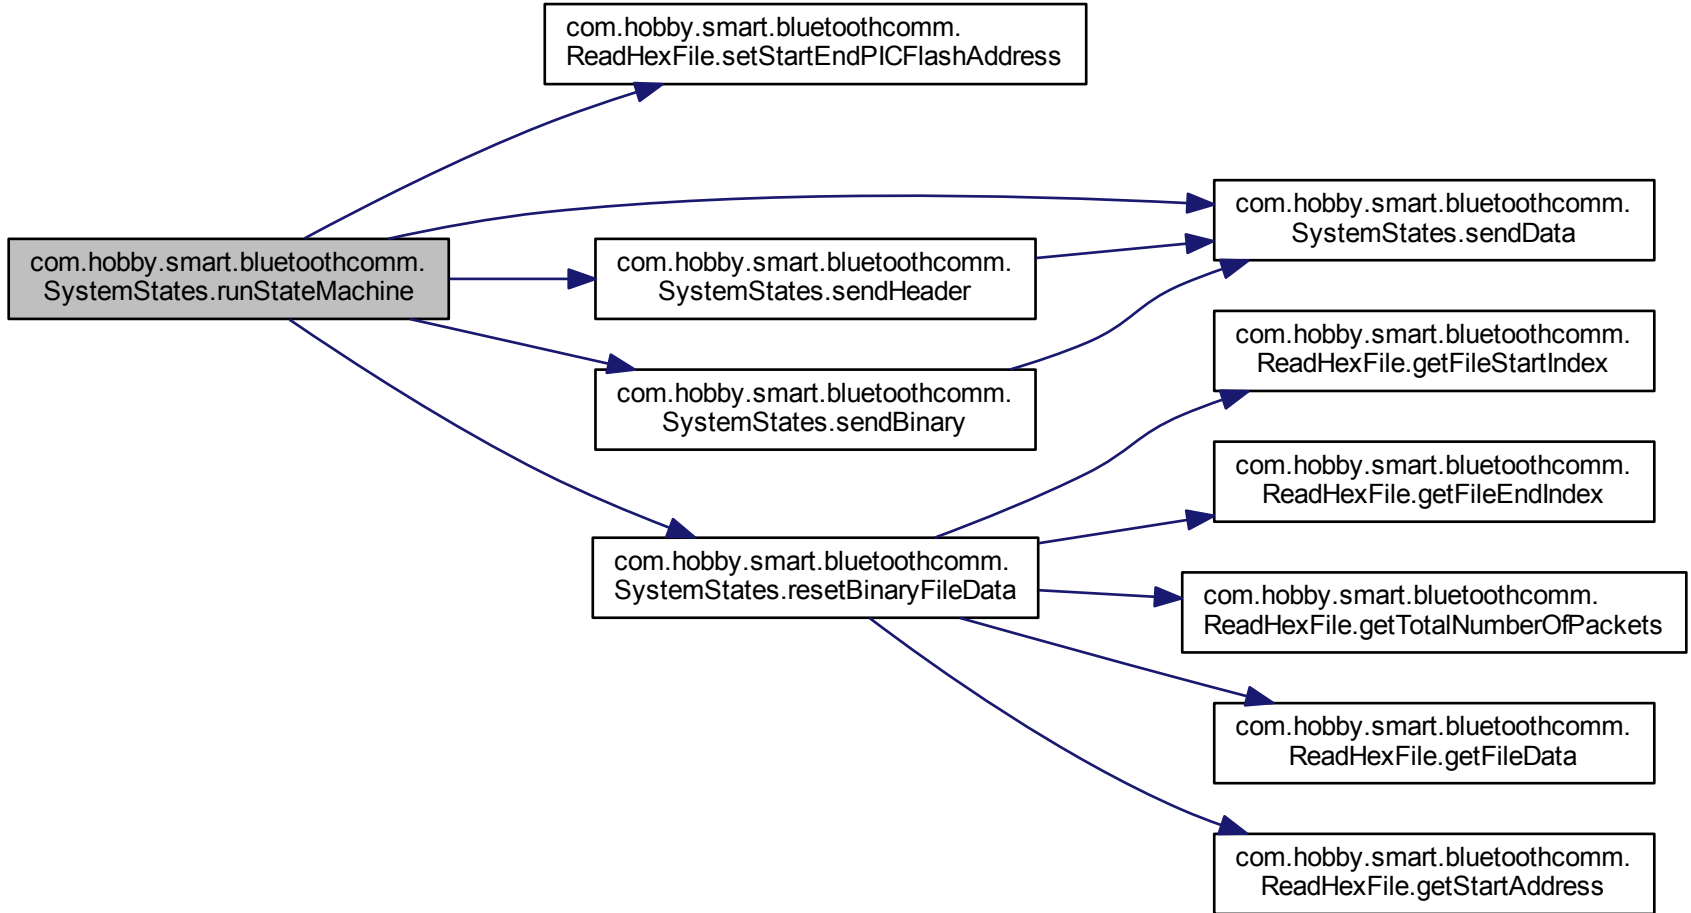 com.hobby.smart.bluetoothcomm.
ReadHexFile.setStartEndPICFlashAddress
com.hobby.smart.bluetoothcomm.
SystemStates.sendData
com.hobby.smart.bluetoothcomm.
SystemStates.runStateMachine
com.hobby.smart.bluetoothcomm.
SystemStates.sendHeader
com.hobby.smart.bluetoothcomm.
ReadHexFile.getFileStartIndex
com.hobby.smart.bluetoothcomm.
SystemStates.sendBinary
com.hobby.smart.bluetoothcomm.
ReadHexFile.getFileEndIndex
com.hobby.smart.bluetoothcomm.
SystemStates.resetBinaryFileData
com.hobby.smart.bluetoothcomm.
ReadHexFile.getTotalNumberOfPackets
com.hobby.smart.bluetoothcomm.
ReadHexFile.getFileData
com.hobby.smart.bluetoothcomm.
ReadHexFile.getStartAddress